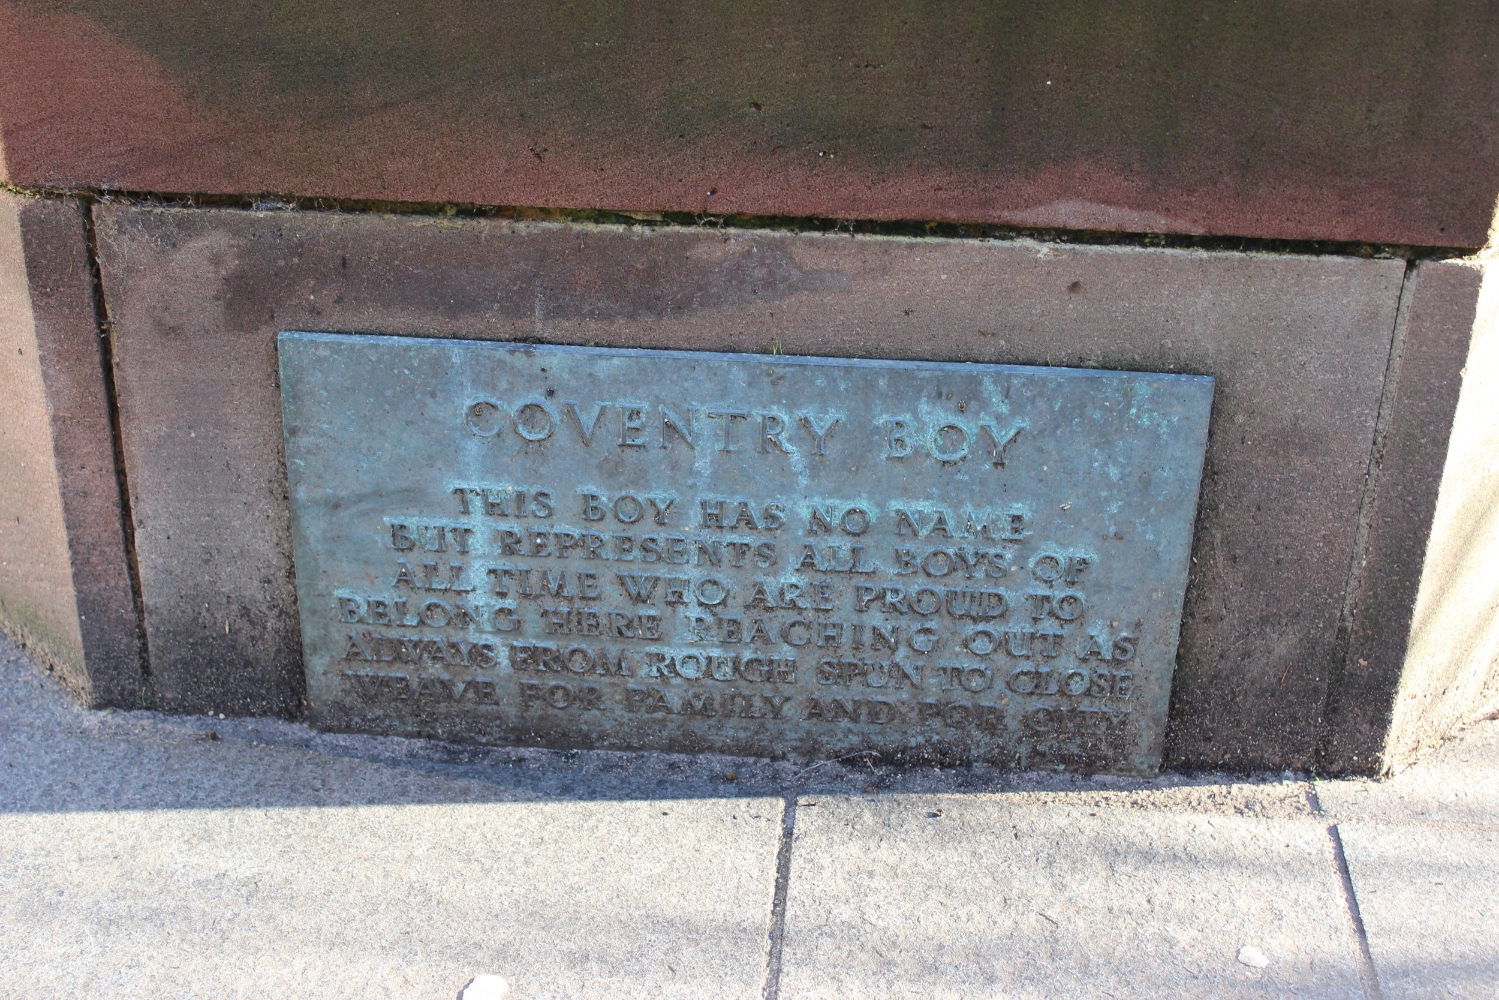 COVENTRY BOY
THIS BOY HAS NO NAME
BUT REPRESENTS ALL BOYS OF
ALL TIME WHO ARE PROUD TO
BELONG HERE REACHING OUT AS
ALWAYS FROM ROUGH SPUN TO CLOSE
WEAVE FOR FAMILY AND FOR CITY